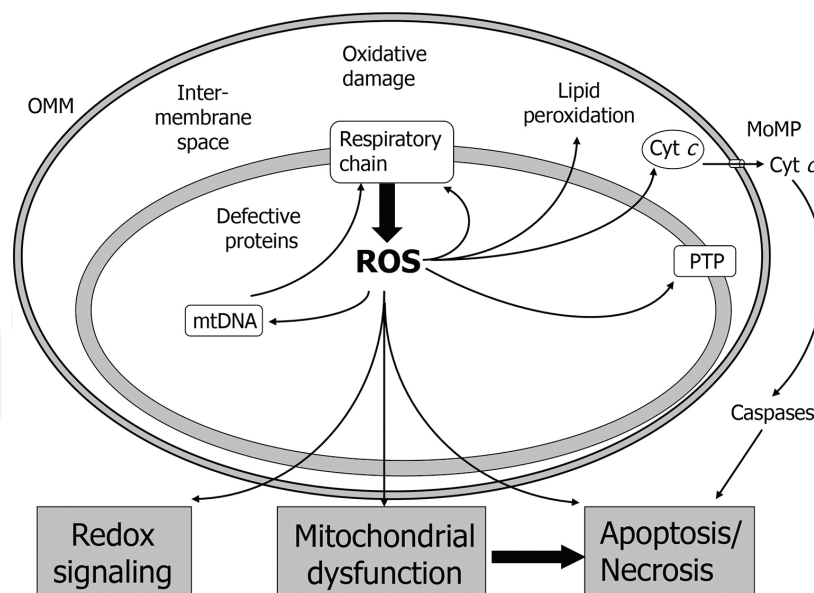 Oxidative
damage
OMM
Inter-
membrane
space
Lipid
peroxidation
MoMP
Respiratory
chain
Cyt c
Cyt c
Defective
proteins
ROS
PTP
mtDNA
Caspases
Redox
signaling
Mitochondrial
dysfunction
Apoptosis/
Necrosis